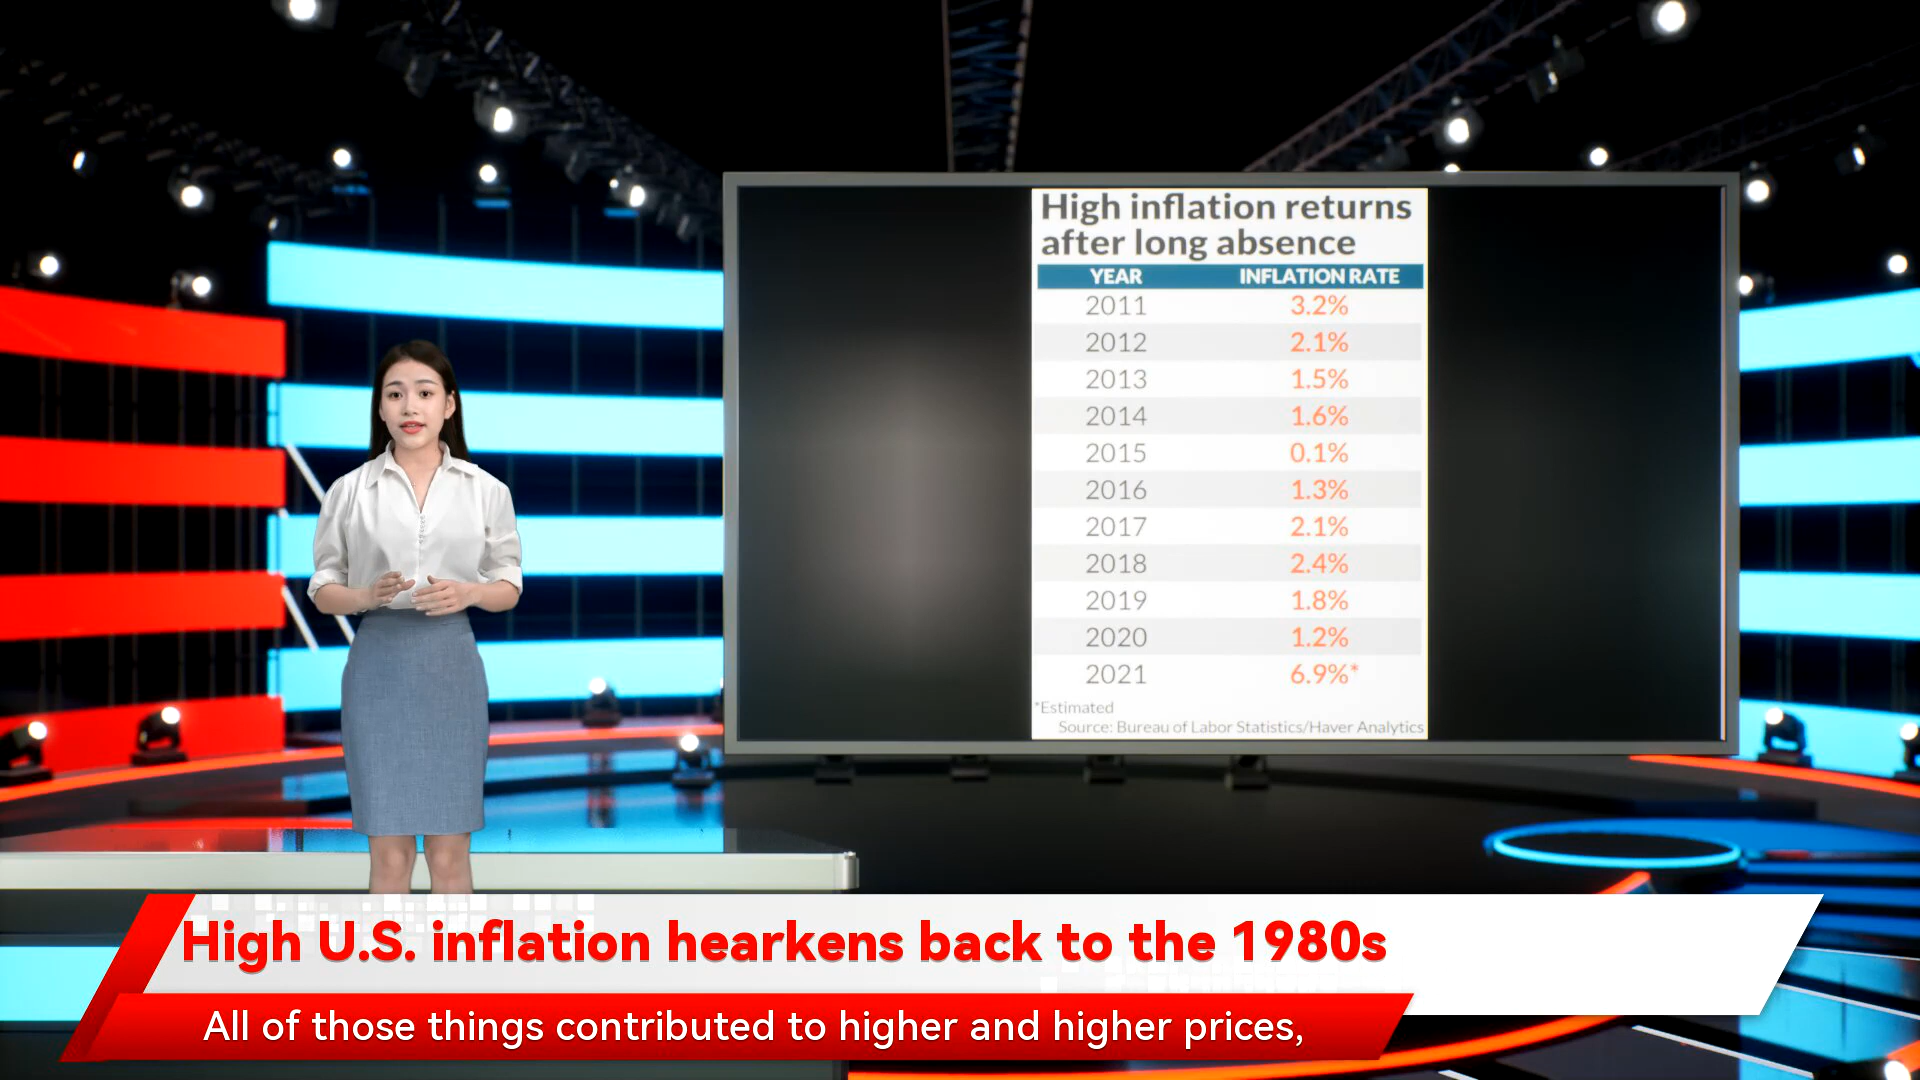 High inflation returns
after long absence
YEAR INFLATION RATE
2011 3.2%
2012 2.1%
2013 1.5%
2014 1.6%
2015 0.1%
2016 1.3%
2017 2.1%
2018 2.4%
2019 1.8%
2020 1.2%
2021 6.9%*
*Estimated
Source: Bureau of Labor Statistics/Haver Analytics
High U.S. inflation hearkens back to the 1980s
All of those things contributed to higher and higher prices,